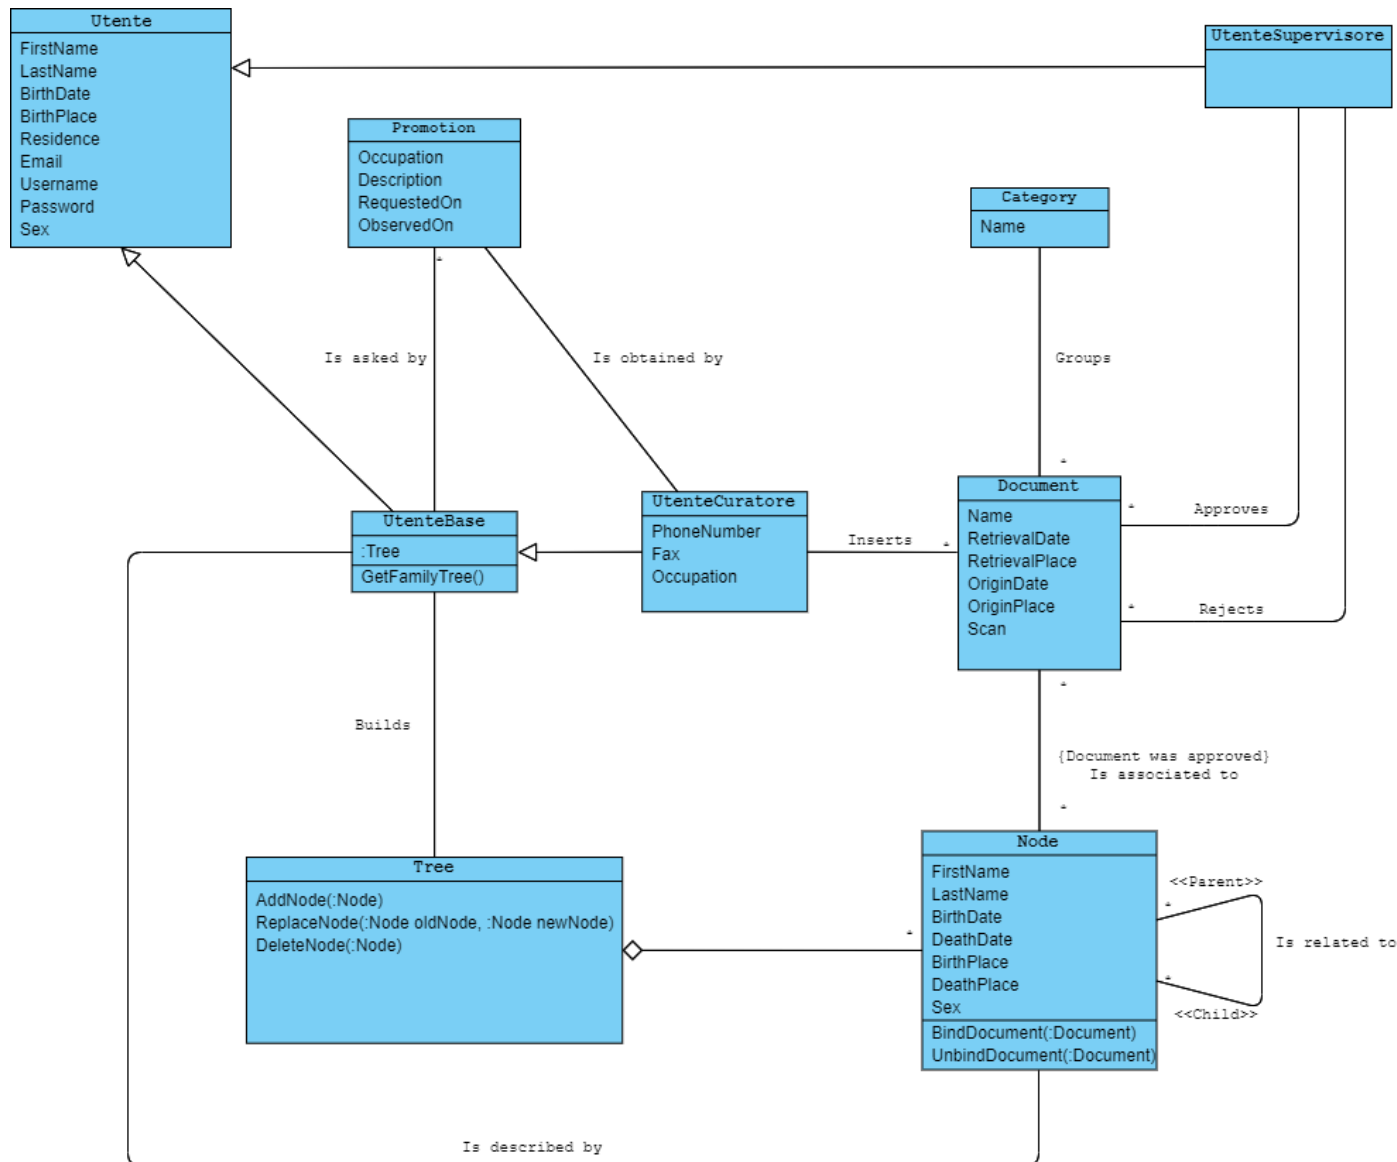 Utente
FirstName
LastName
BirthDate
BirthPlace
Residence
Email
Username
Password
Sex
UtenteSupervisore
Promotion
Occupation
Description
RequestedOn
ObservedOn
*
Category
Name
Is asked by
Is obtained by
Groups
*
UtenteBase
:Tree
GetFamilyTree()
UtenteCuratore
PhoneNumber
Fax
Occupation
Inserts
*
Document
Name
RetrievalDate
RetrievalPlace
OriginDate
OriginPlace
Scan
*
Approves
*
Rejects
*
Builds
{Document was approved}
Is associated to
*
Tree
AddNode(:Node)
ReplaceNode(:Node oldNode, :Node newNode)
DeleteNode(:Node)
*
Node
FirstName
LastName
BirthDate
DeathDate
BirthPlace
DeathPlace
Sex
BindDocument(:Document)
UnbindDocument(:Document)
<<Parent>>
*
Is related to
*
<<Child>>
Is described by